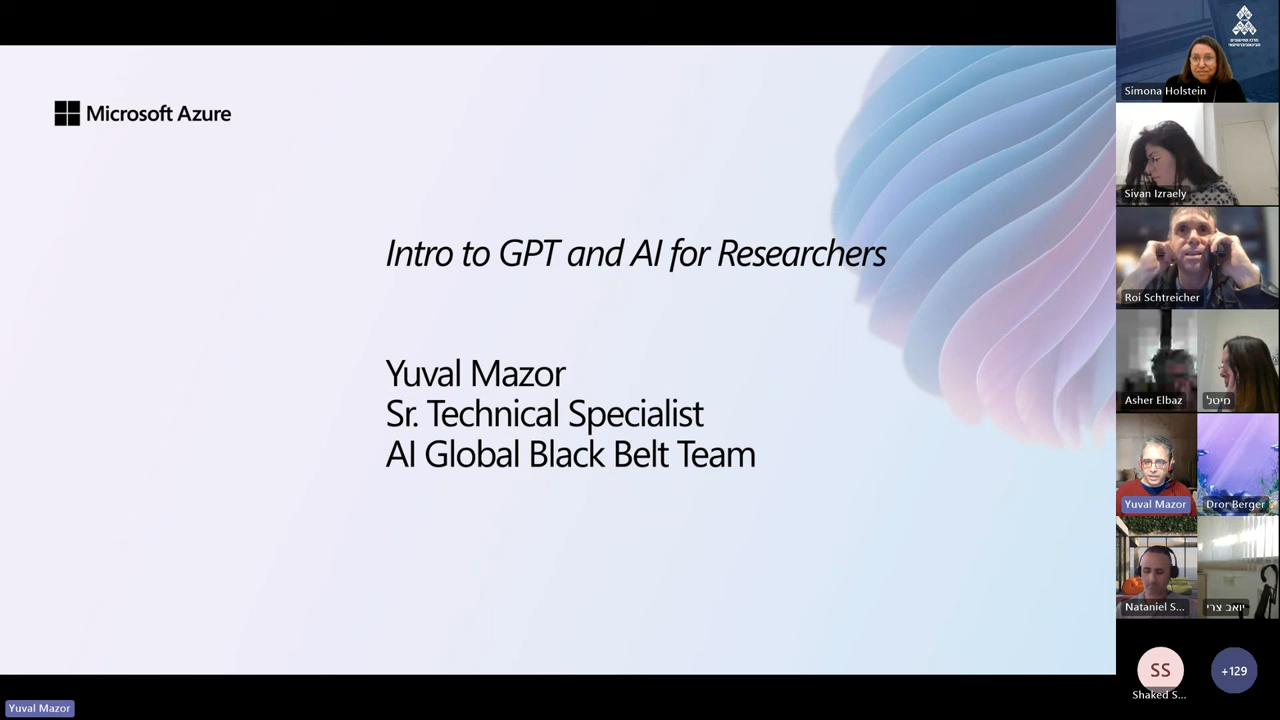 Microsoft Azure
Intro to GPT and AI for Researchers
Yuval Mazor
Sr. Technical Specialist
AI Global Black Belt Team
Yuval Mazor
Simona Holstein
Sivan Izraely
Roi Schtreicher
Asher Elbaz
מיטל
Yuval Mazor
Dror Berger
Nataniel S...
יואב צרי
SS
Shaked S...
+129